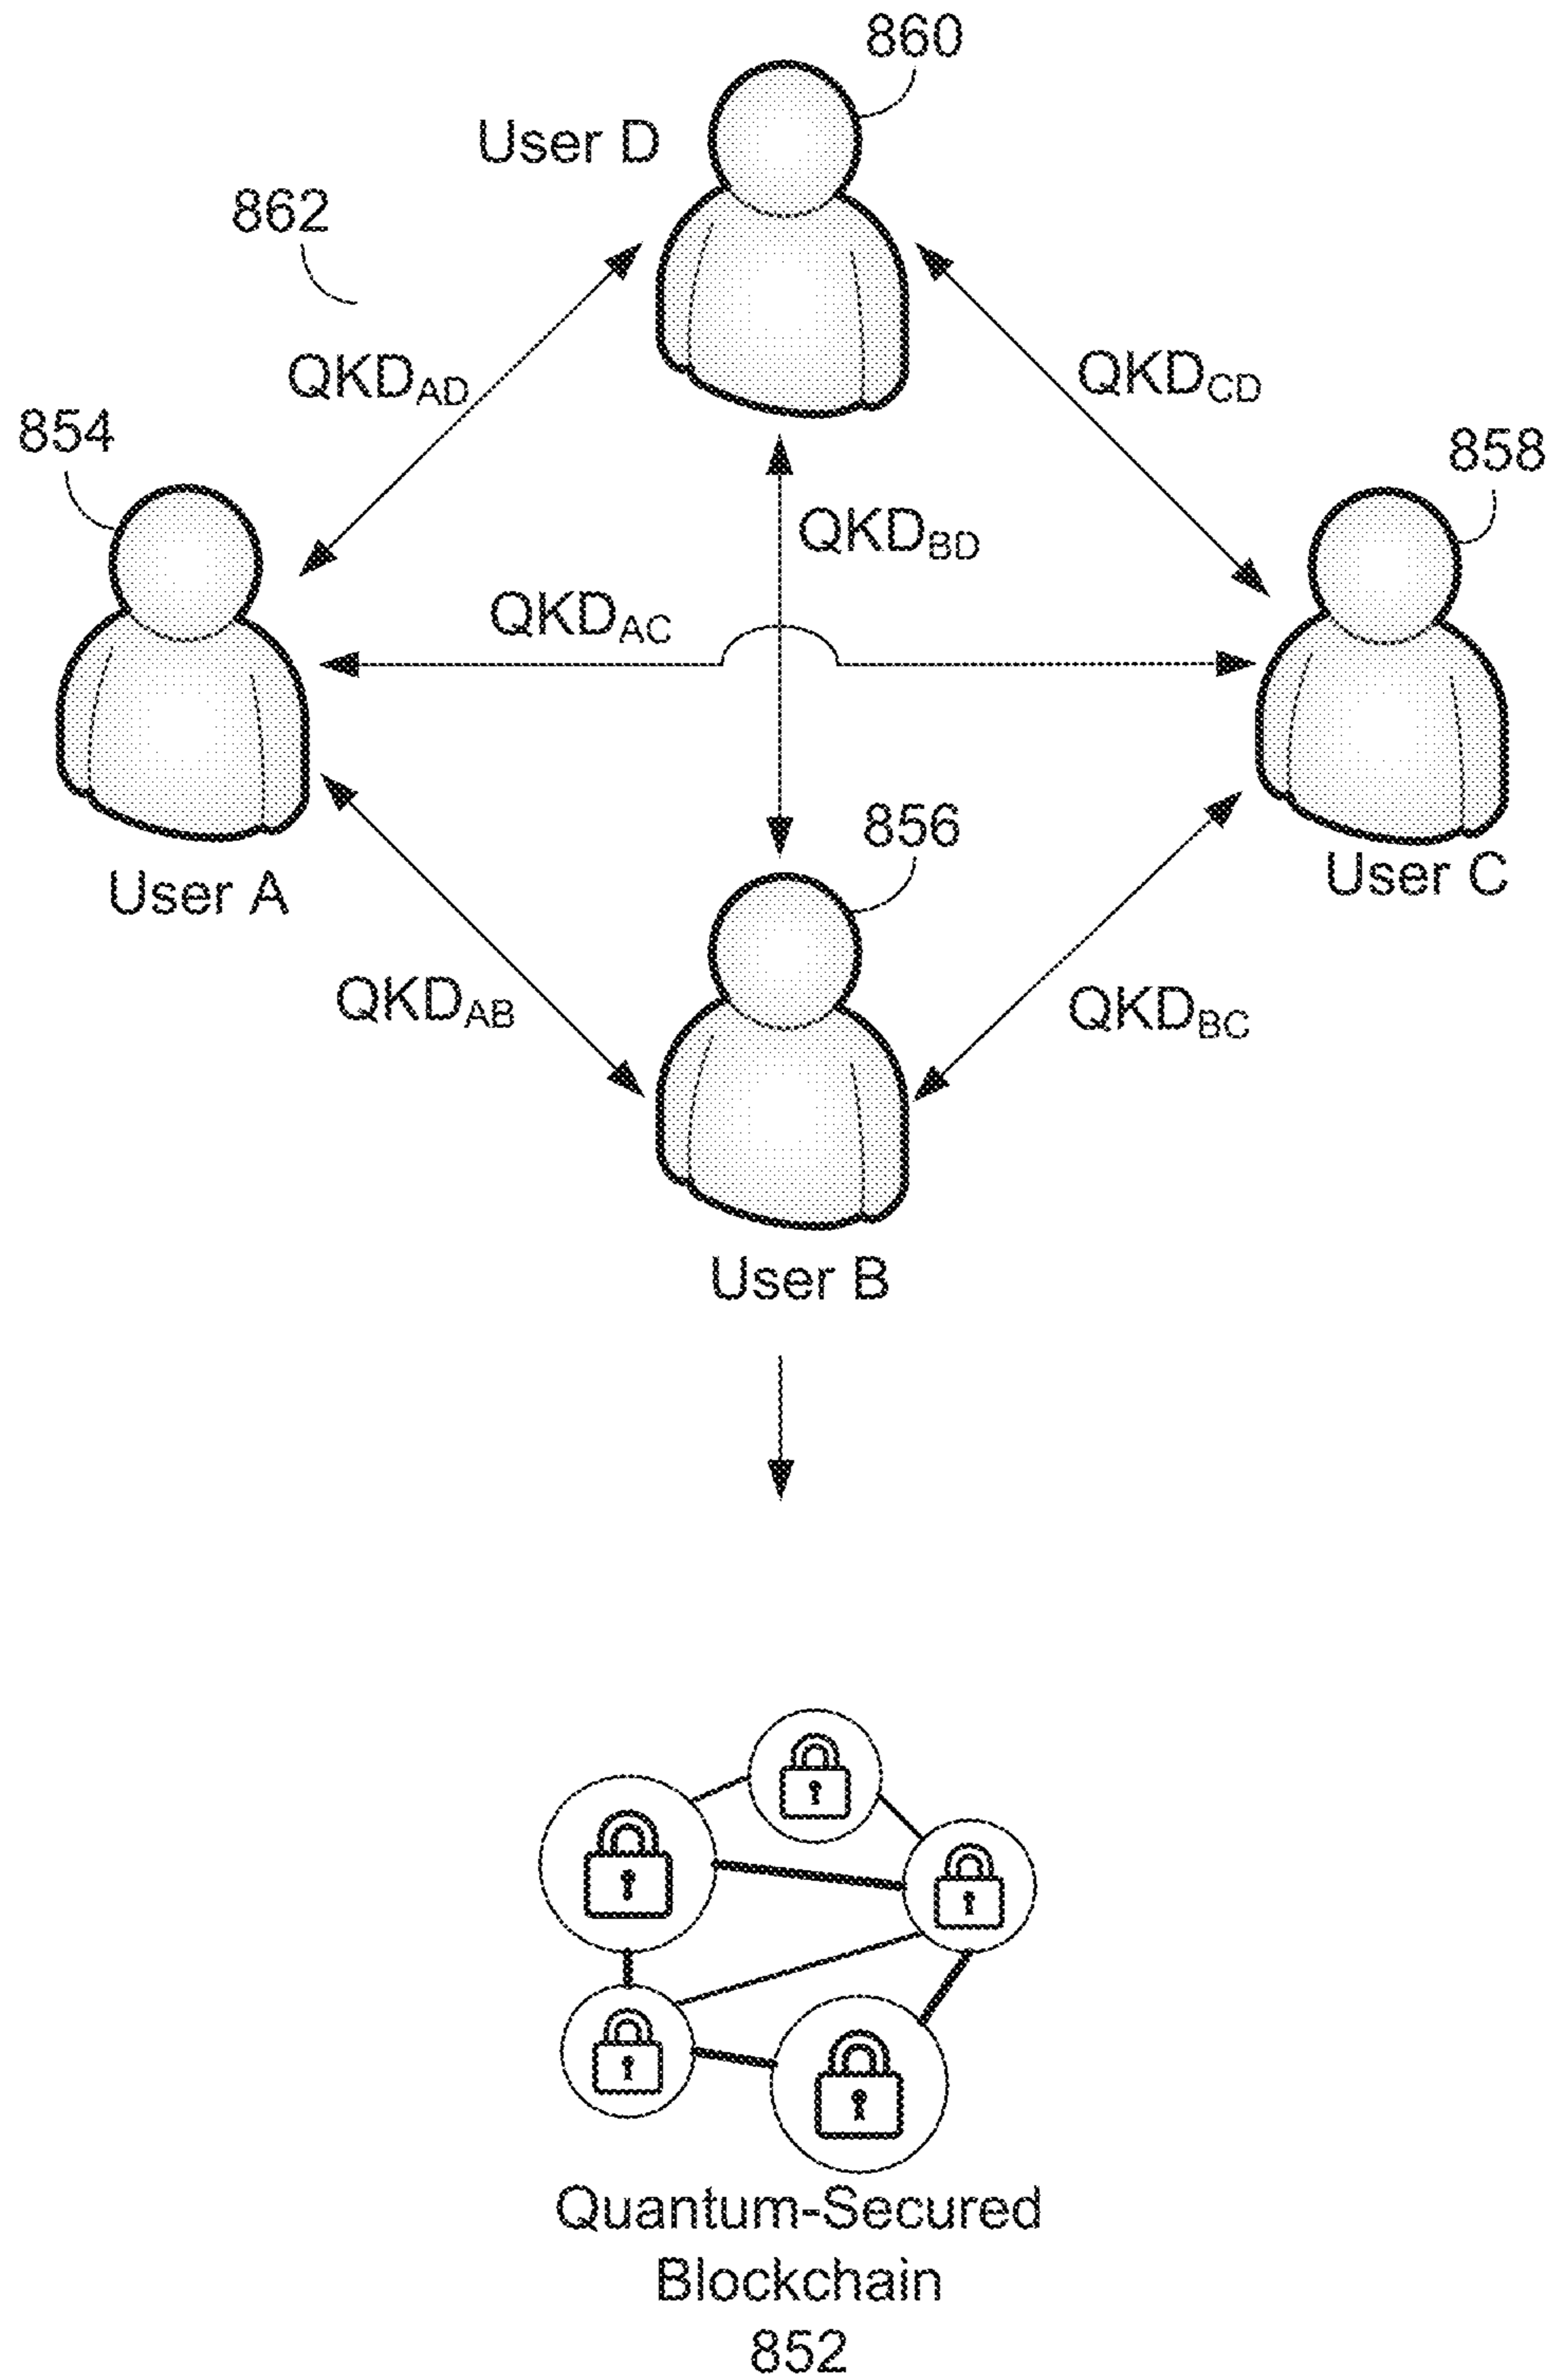 860
User D
862
QKDAD
QKDCD
854
858
QKDBD
QKDAC
856
User A
User C
QKDAB
QKDBC
User B
Quantum-Secured
Blockchain
852